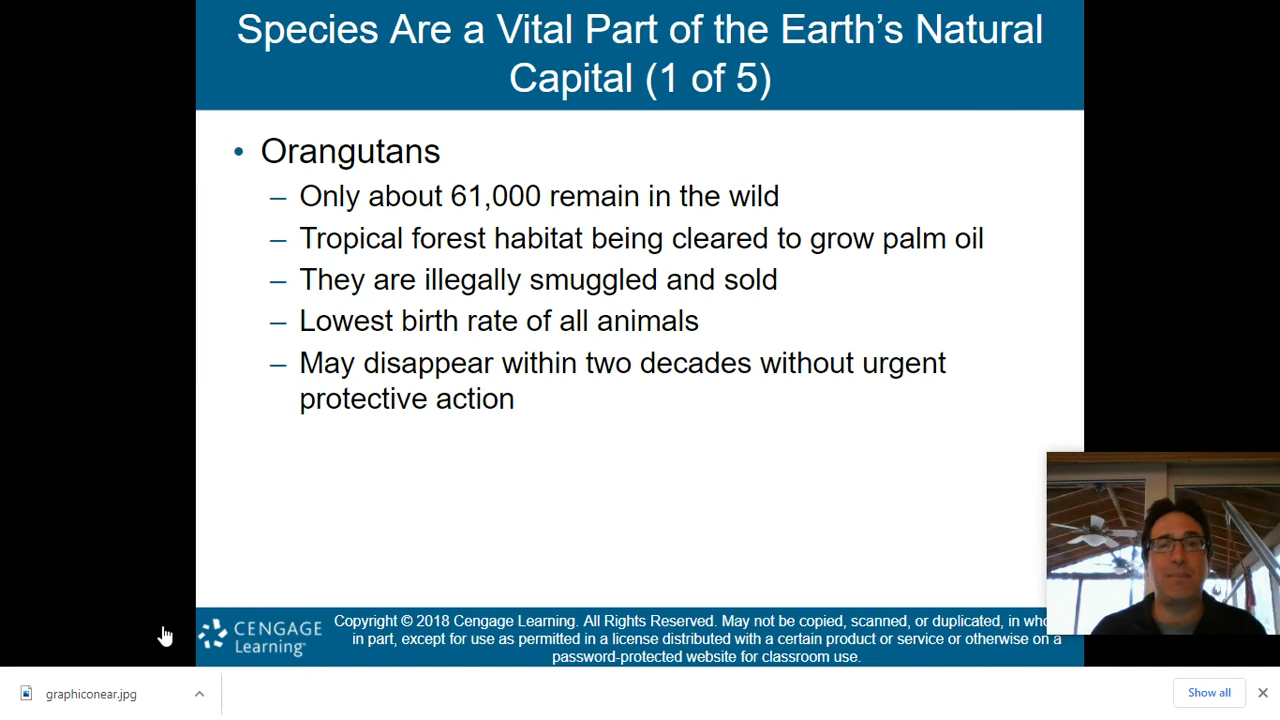 Species Are a Vital Part of the Earth’s Natural
Capital (1 of 5)
• Orangutans
– Only about 61,000 remain in the wild
– Tropical forest habitat being cleared to grow palm oil
– They are illegally smuggled and sold
– Lowest birth rate of all animals
– May disappear within two decades without urgent
protective action
CENGAGE
Learning™
Copyright © 2018 Cengage Learning. All Rights Reserved. May not be copied, scanned, or duplicated, in
in part, except for use as permitted in a license distributed with a certain product or service or otherwise on a
password-protected website for classroom use.
graphiconear.jpg
Show all